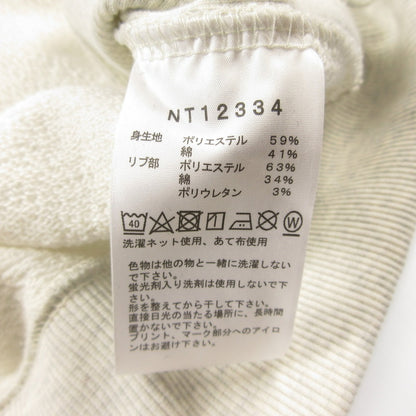 NT12334
身生地 ポリエステル 59%
綿 41%
リブ部 ポリエステル 63%
綿 34%
ポリウレタン 3%
40 W
洗濯ネット使用、あて布使用
色物は他の物と一緒に洗濯しない
で下さい。
蛍光剤入り洗剤は使用しないで下
さい。
形を整えてから干して下さい。
直接日光の当たる場所に、長時間
置かないで下さい。
プリント、マーク部分へのアイロ
ンはお避け下さい。